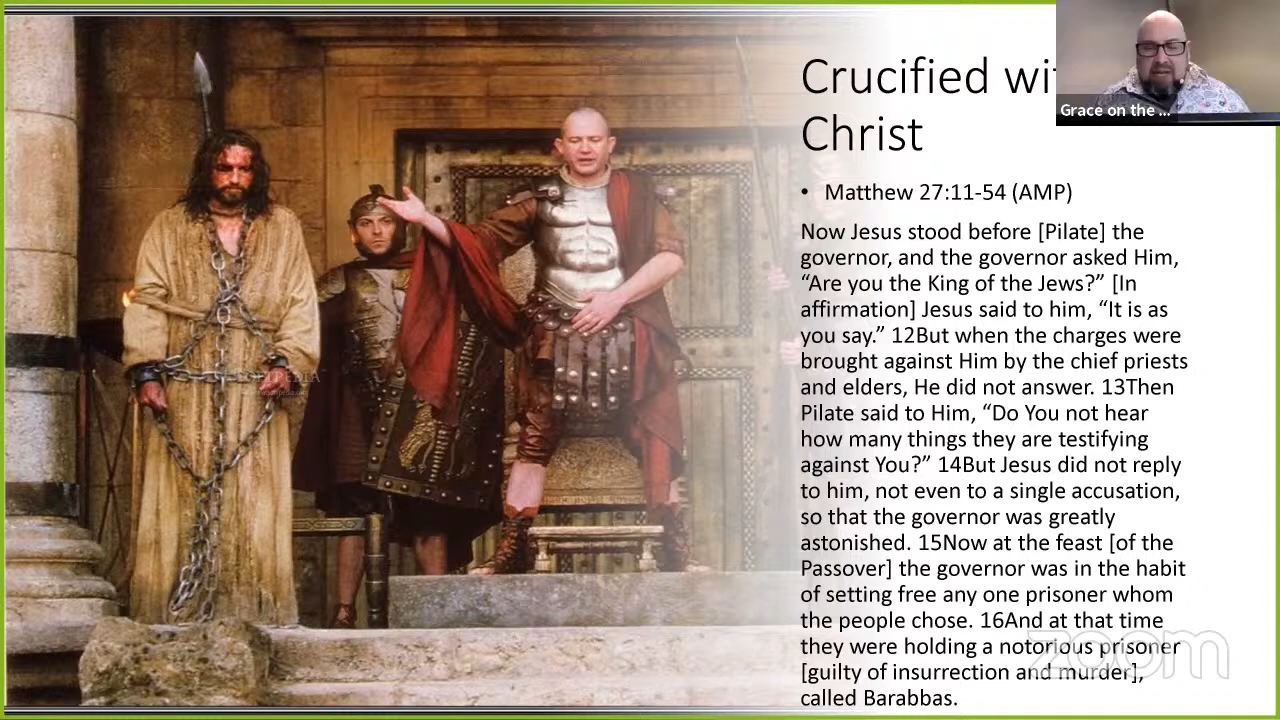 Crucified wi
Christ
Grace on the ...
• Matthew 27:11-54 (AMP)
Now Jesus stood before [Pilate] the
governor, and the governor asked Him,
“Are you the King of the Jews?” [In
affirmation] Jesus said to him, “It is as
you say.” 12But when the charges were
brought against Him by the chief priests
and elders, He did not answer. 13Then
Pilate said to Him, “Do You not hear
how many things they are testifying
against You?” 14But Jesus did not reply
to him, not even to a single accusation,
so that the governor was greatly
astonished. 15Now at the feast [of the
Passover] the governor was in the habit
of setting free any one prisoner whom
the people chose. 16And at that time
they were holding a notorious prisoner
[guilty of insurrection and murder],
called Barabbas.
zoom